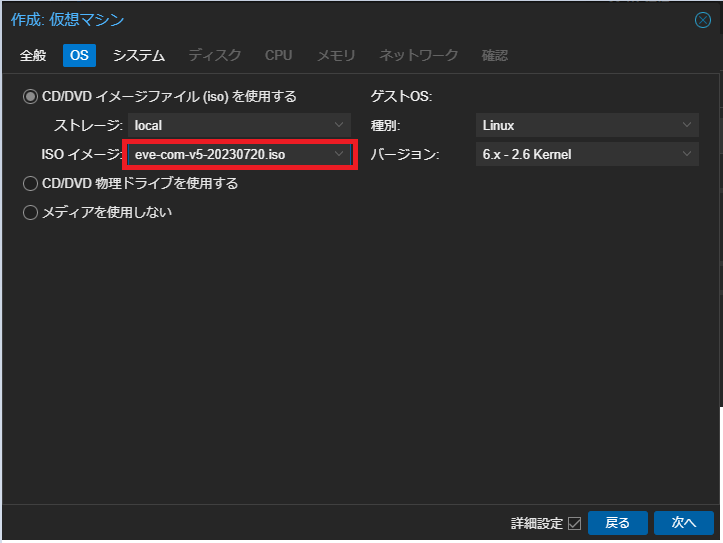 作成: 仮想マシン
全般 OS システム ディスク CPU メモリ ネットワーク 確認
CD/DVD イメージファイル (iso) を使用する ゲストOS:
ストレージ: local 種別: Linux
ISO イメージ: eve-com-v5-20230720.iso バージョン: 6.x - 2.6 Kernel
CD/DVD 物理ドライブを使用する
メディアを使用しない
詳細設定 戻る 次へ